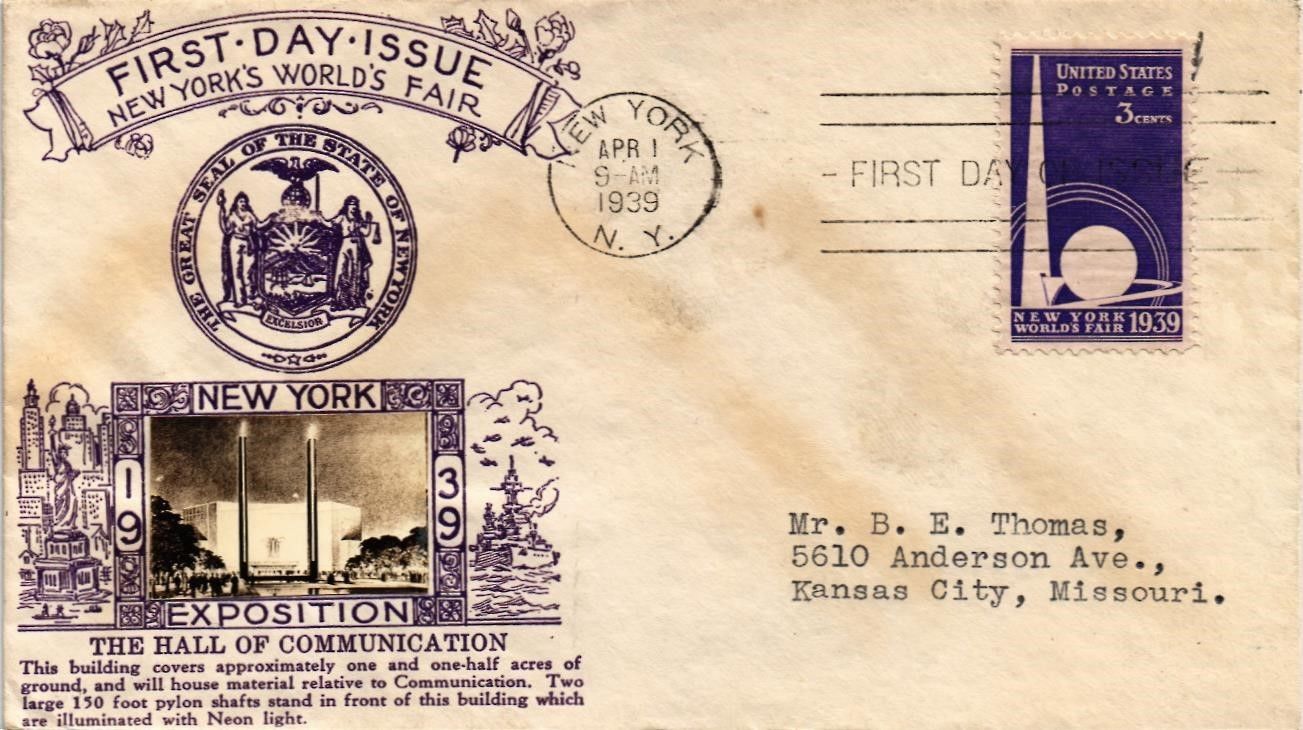 FIRST·DAY·ISSUE
NEW YORK'S WORLD'S FAIR
THE GREAT SEAL OF THE STATE OF NEW YORK
EXCELSIOR
NEW YORK
1939
EXPOSITION
THE HALL OF COMMUNICATION
This building covers approximately one and one-half acres of
ground, and will house material relative to Communication. Two
large 150 foot pylon shafts stand in front of this building which
are illuminated with Neon light.
NEW YORK
APR 1
9-AM
1939
N. Y.
- FIRST DAY OF ISSUE -
UNITED STATES
POSTAGE
3 CENTS
NEW YORK
WORLD'S FAIR 1939
Mr. B. E. Thomas,
5610 Anderson Ave.,
Kansas City, Missouri.